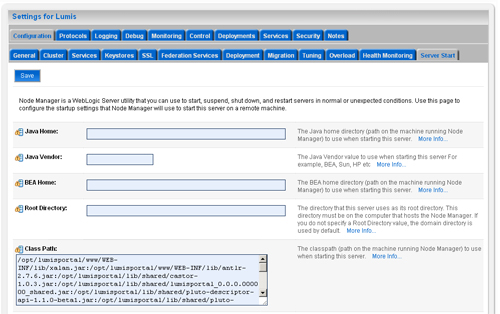 Settings for Lumis
Configuration Protocols Logging Debug Monitoring Control Deployments Services Security Notes
General Cluster Services Keystores SSL Federation Services Deployment Migration Tuning Overload Health Monitoring Server Start
Save
Node Manager is a WebLogic Server utility that you can use to start, suspend, shut down, and restart servers in normal or unexpected conditions. Use this page to
configure the startup settings that Node Manager will use to start this server on a remote machine.
Java Home:
The Java home directory (path on the machine running Node
Manager) to use when starting this server. More Info...
Java Vendor:
The Java Vendor value to use when starting this server For
example, BEA, Sun, HP etc More Info...
BEA Home:
The BEA home directory (path on the machine running Node
Manager) to use when starting this server. More Info...
Root Directory:
The directory that this server uses as its root directory. This
directory must be on the computer that hosts the Node Manager. If
you do not specify a Root Directory value, the domain directory is
used by default. More Info...
Class Path:
The classpath (path on the machine running Node Manager) to use
when starting this server. More Info...
/opt/lumisportal/www/WEB-
INF/lib/xalan.jar:/opt/lumisportal/www/WEB-INF/lib/antlr-
2.7.6.jar:/opt/lumisportal/lib/shared/castor-
1.0.3.jar:/opt/lumisportal/lib/shared/lumisportal_0.0.0.0000
00_shared.jar:/opt/lumisportal/lib/shared/pluto-descriptor-
api-1.1.0-beta1.jar:/opt/lumisportal/lib/shared/pluto-